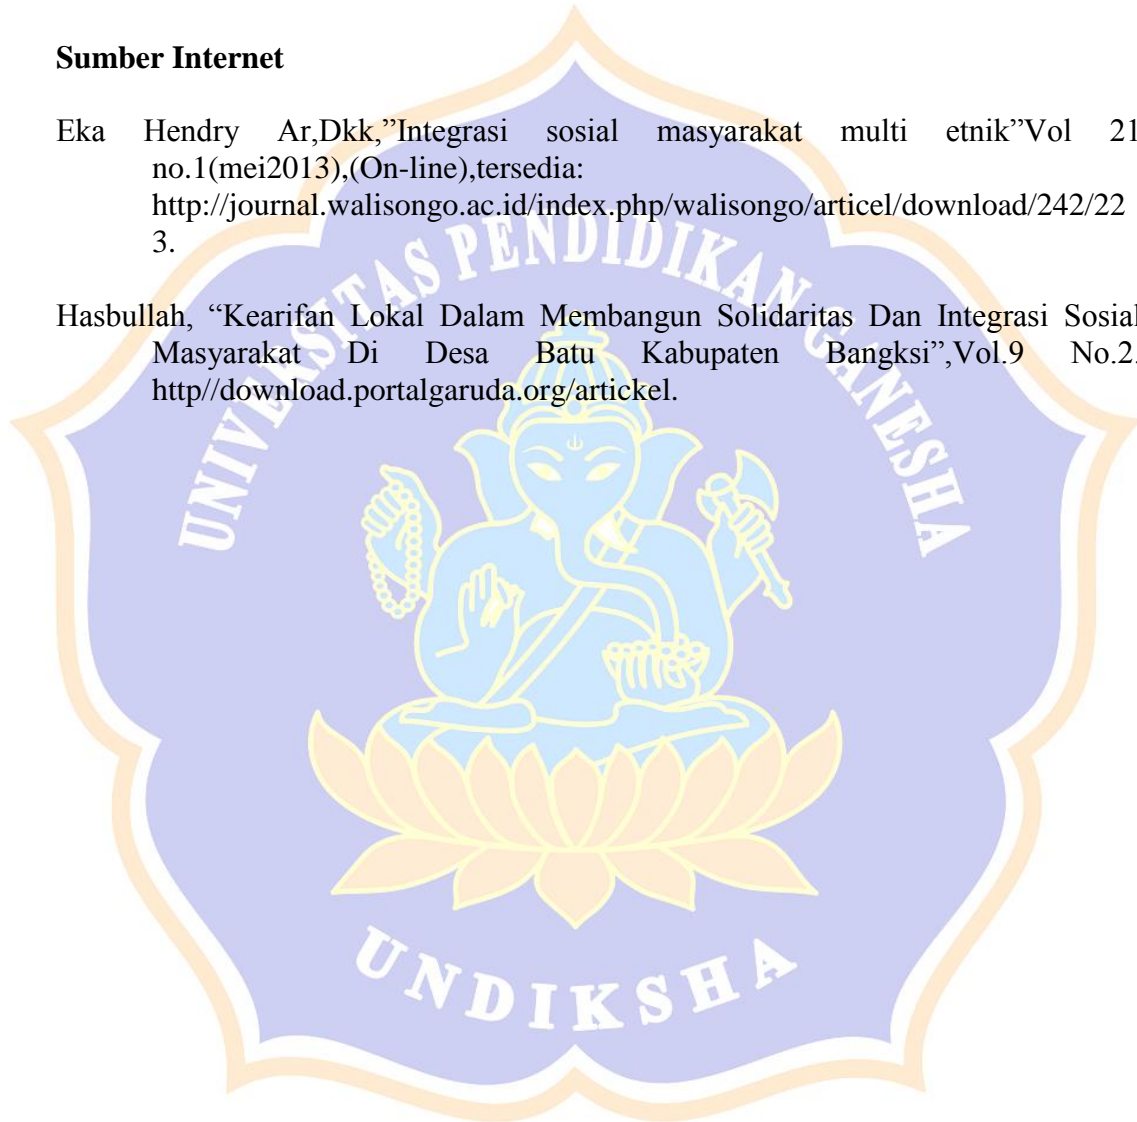 Sumber Internet
Eka Hendry Ar,Dkk,”Integrasi sosial masyarakat multi etnik”Vol 21
no.1(mei2013),(On-line),tersedia:
http://journal.walisongo.ac.id/index.php/walisongo/articel/download/242/22
3.
Hasbullah, “Kearifan Lokal Dalam Membangun Solidaritas Dan Integrasi Sosial
Masyarakat Di Desa Batu Kabupaten Bangksi”,Vol.9 No.2.
http//download.portalgaruda.org/artickel.
UNIVERSITAS PENDIDIKAN GANESHA
UNDIKSHA